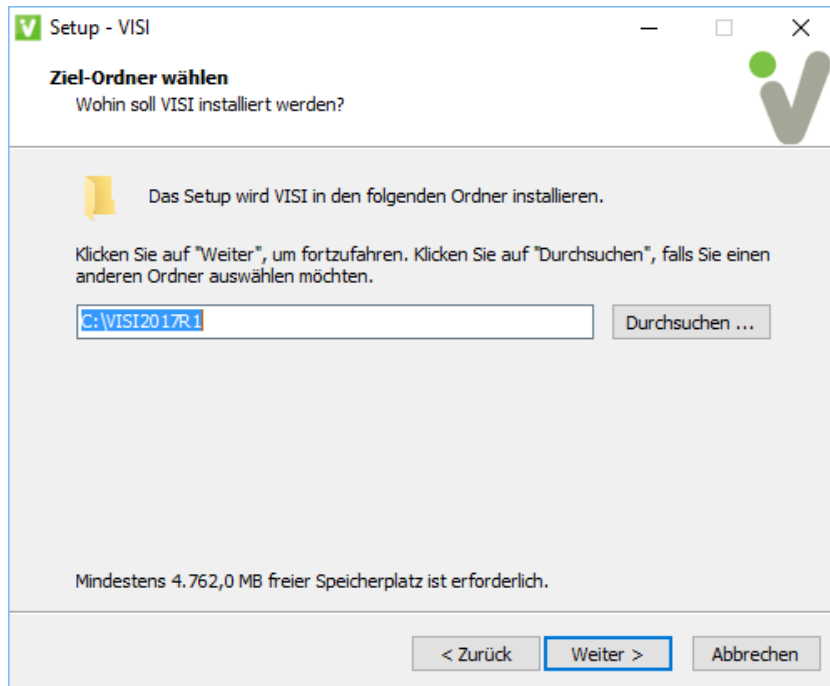 Setup - VISI
Ziel-Ordner wählen
Wohin soll VISI installiert werden?
Das Setup wird VISI in den folgenden Ordner installieren.
Klicken Sie auf "Weiter", um fortzufahren. Klicken Sie auf "Durchsuchen", falls Sie einen
anderen Ordner auswählen möchten.
C:\VISI2017R1
Durchsuchen ...
Mindestens 4.762,0 MB freier Speicherplatz ist erforderlich.
< Zurück
Weiter >
Abbrechen